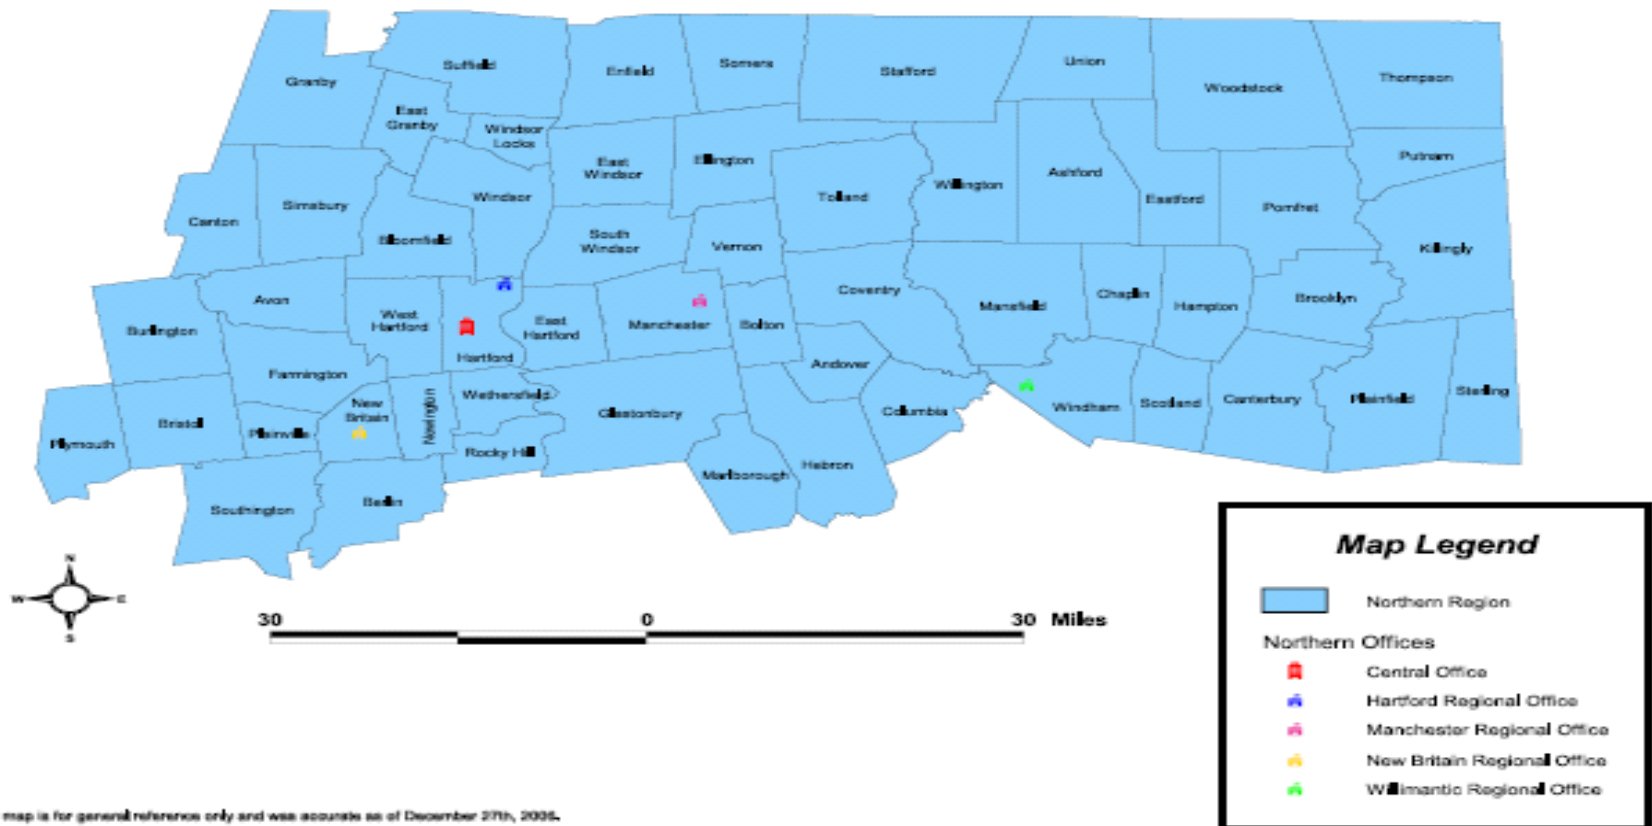 Granby
Suffield
Enfield
Somers
Stafford
Union
Woodstock
Thompson
East
Granby
Windsor
Locks
East
Windsor
Ellington
Tolland
Willington
Ashford
Eastford
Pomfret
Putnam
Killingly
Canton
Simsbury
Bloomfield
Windsor
South
Windsor
Vernon
Burlington
Avon
West
Hartford
Hartford
East
Hartford
Manchester
Bolton
Coventry
Mansfield
Chaplin
Hampton
Brooklyn
Plymouth
Bristol
Farmington
Plainville
New
Britain
Newington
Wethersfield
Rocky Hill
Glastonbury
Andover
Columbia
Windham
Scotland
Canterbury
Plainfield
Sterling
Southington
Berlin
Marlborough
Hebron
N
W E
S
30 0 30 Miles
Map Legend
Northern Region
Northern Offices
Central Office
Hartford Regional Office
Manchester Regional Office
New Britain Regional Office
Willimantic Regional Office
map is for general reference only and was accurate as of December 27th,